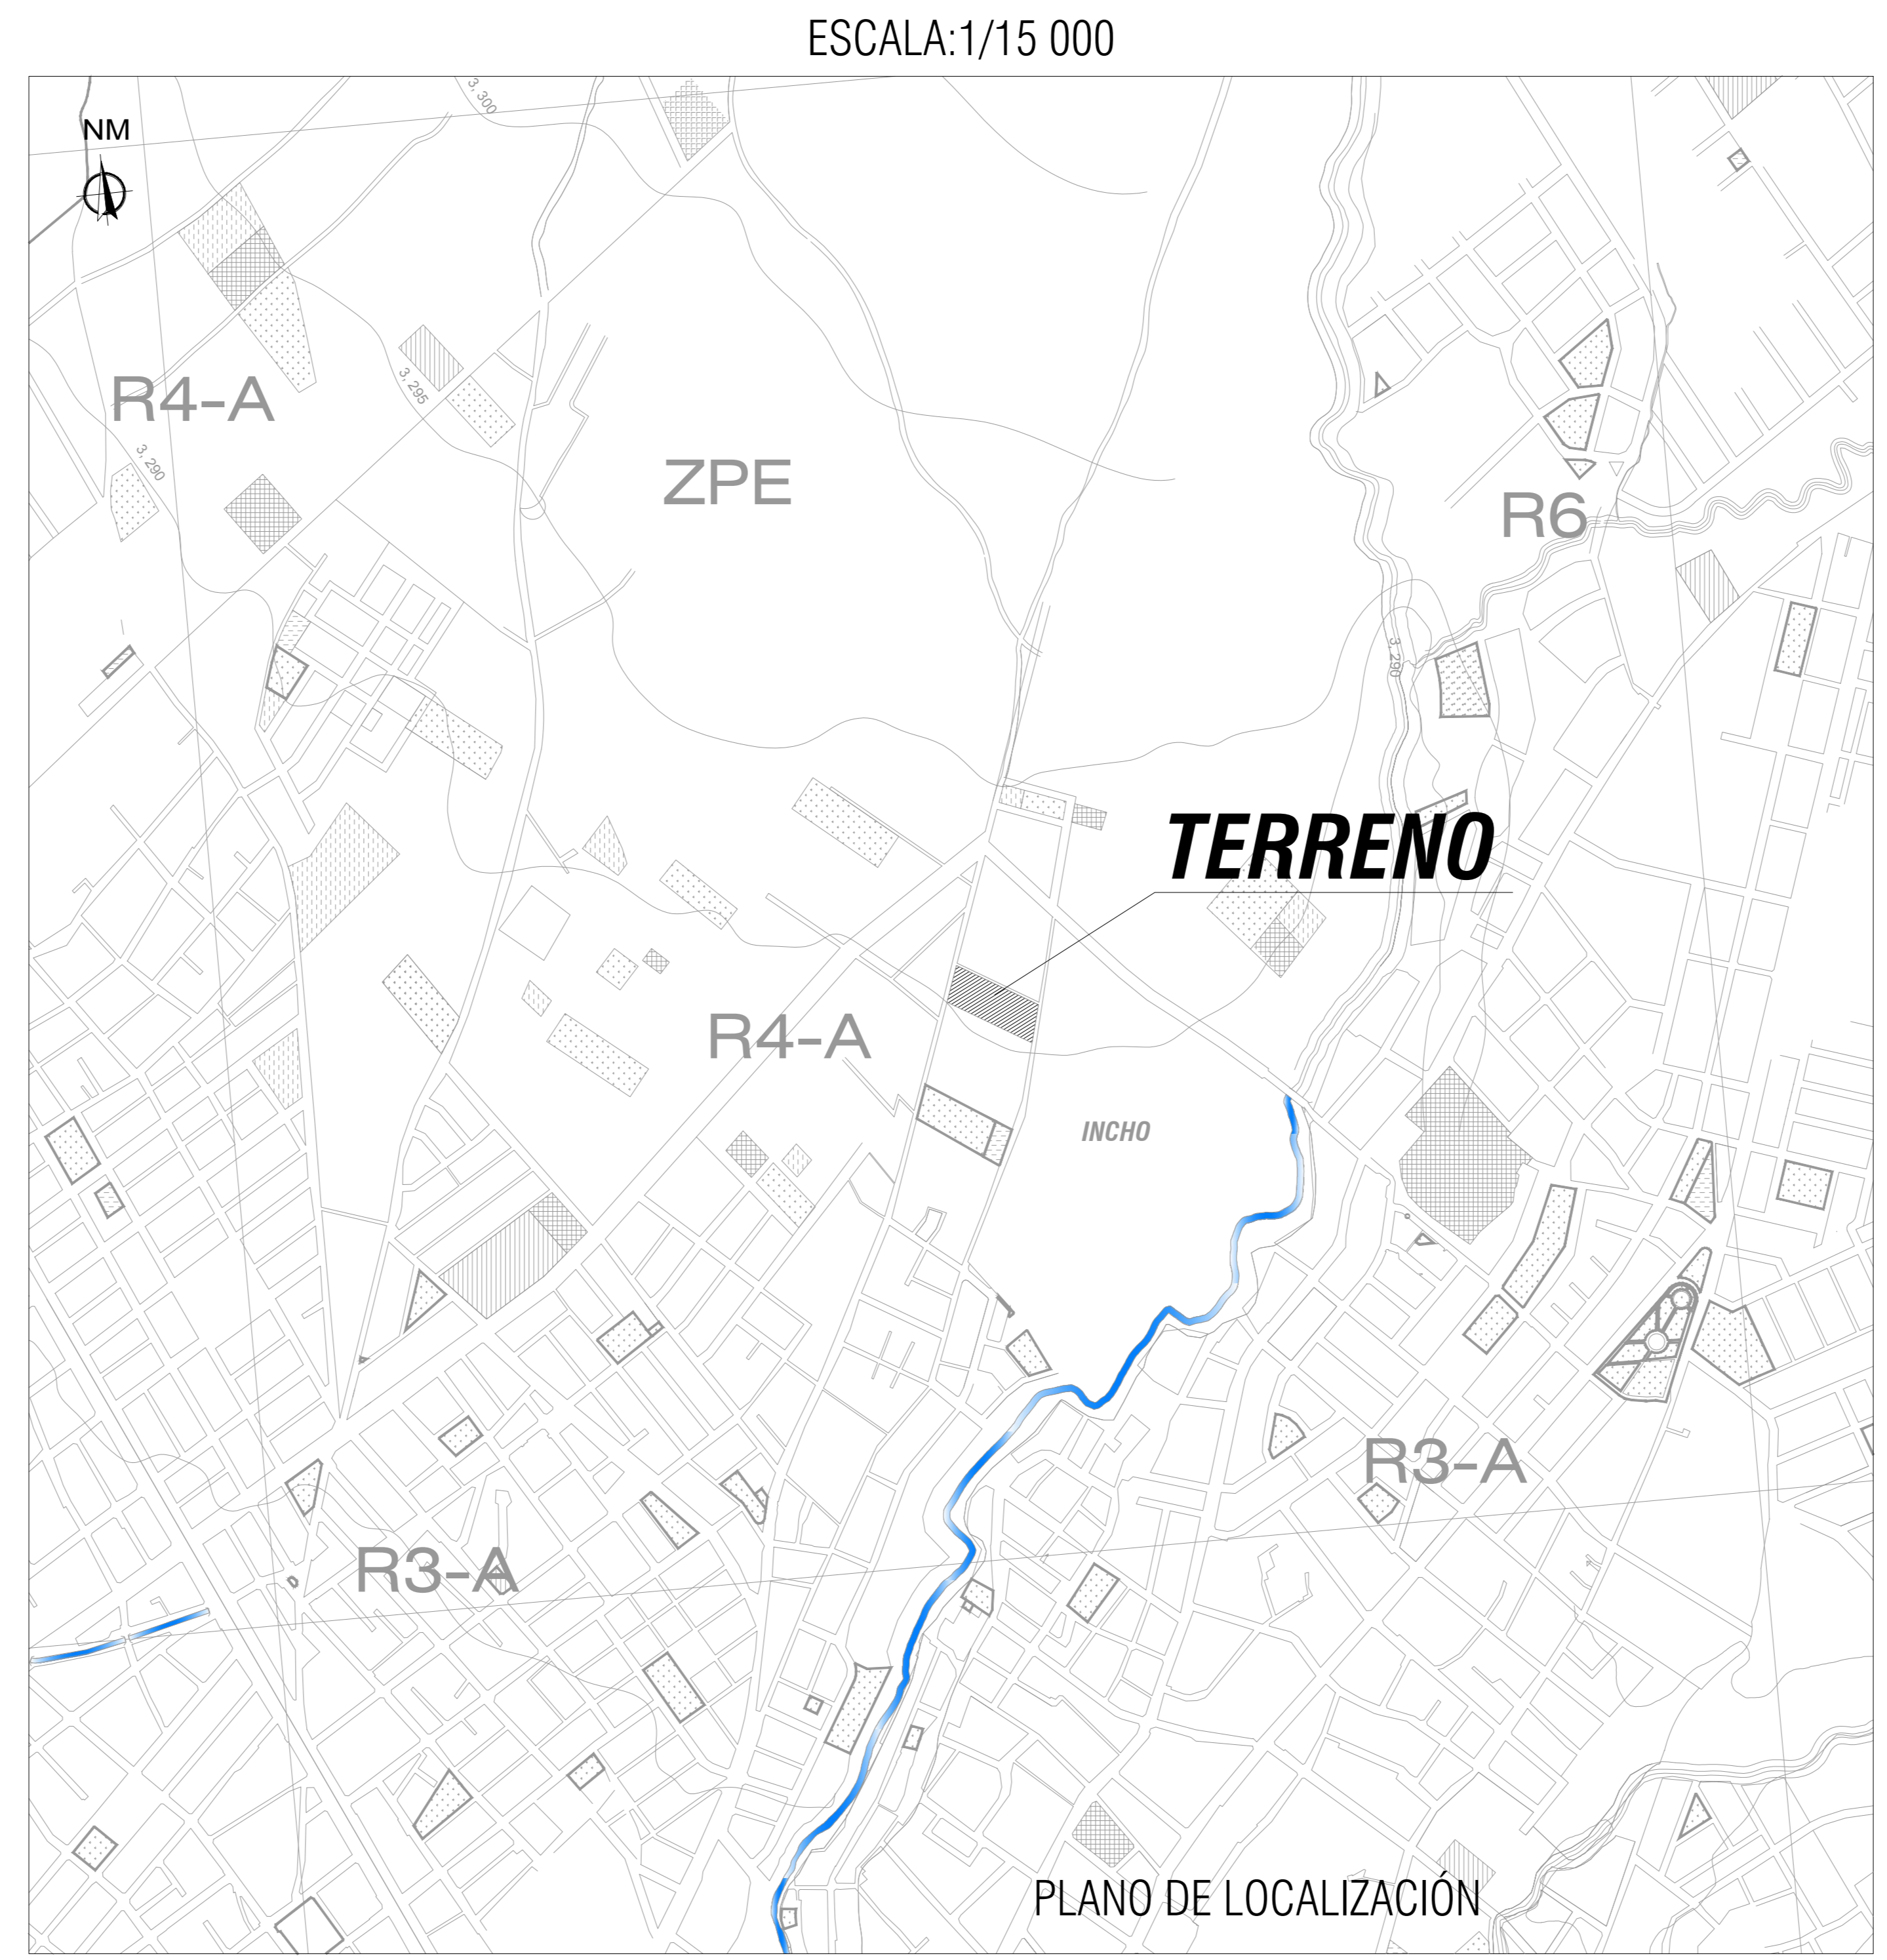 ESCALA:1/15 000
NM
3,300
3,295
R4-A
3,290
ZPE
R6
3,290
TERRENO
R4-A
INCHO
R3-A
R3-A
PLANO DE LOCALIZACIÓN